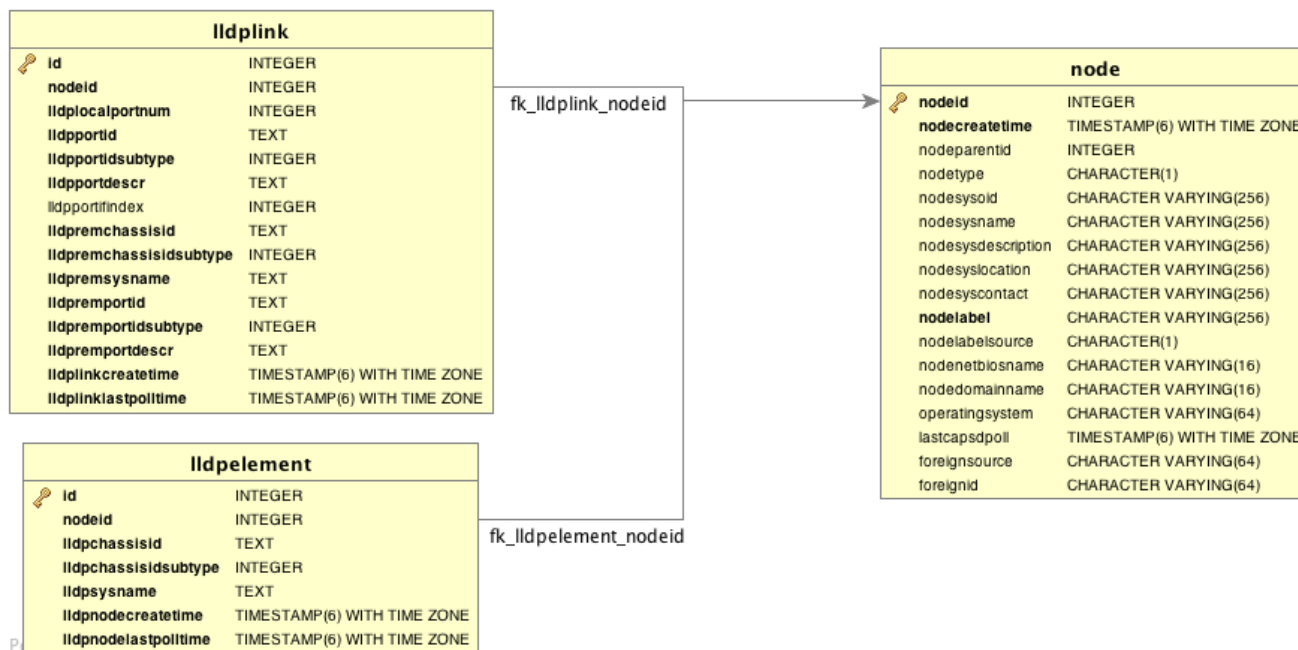 lldplink
id INTEGER
nodeid INTEGER
lldplocalportnum INTEGER
lldpportid TEXT
lldpportidsubtype INTEGER
lldpportdescr TEXT
lldpportifindex INTEGER
lldpremchassisid TEXT
lldpremchassisidsubtype INTEGER
lldpremsysname TEXT
lldpremportid TEXT
lldpremportidsubtype INTEGER
lldpremportdescr TEXT
lldplinkcreatetime TIMESTAMP(6) WITH TIME ZONE
lldplinklastpolltime TIMESTAMP(6) WITH TIME ZONE
fk_lldplink_nodeid
node
nodeid INTEGER
nodecreatetime TIMESTAMP(6) WITH TIME ZONE
nodeparentid INTEGER
nodetype CHARACTER(1)
nodesysoid CHARACTER VARYING(256)
nodesysname CHARACTER VARYING(256)
nodesysdescription CHARACTER VARYING(256)
nodesyslocation CHARACTER VARYING(256)
nodesyscontact CHARACTER VARYING(256)
nodelabel CHARACTER VARYING(256)
nodelabelsource CHARACTER(1)
nodenetbiosname CHARACTER VARYING(16)
nodedomainname CHARACTER VARYING(16)
operatingsystem CHARACTER VARYING(64)
lastcapsdpoll TIMESTAMP(6) WITH TIME ZONE
foreignsource CHARACTER VARYING(64)
foreignid CHARACTER VARYING(64)
lldpelement
id INTEGER
nodeid INTEGER
lldpchassisid TEXT
lldpchassisidsubtype INTEGER
lldpsysname TEXT
lldpnodecreatetime TIMESTAMP(6) WITH TIME ZONE
lldpnodelastpolltime TIMESTAMP(6) WITH TIME ZONE
fk_lldpelement_nodeid